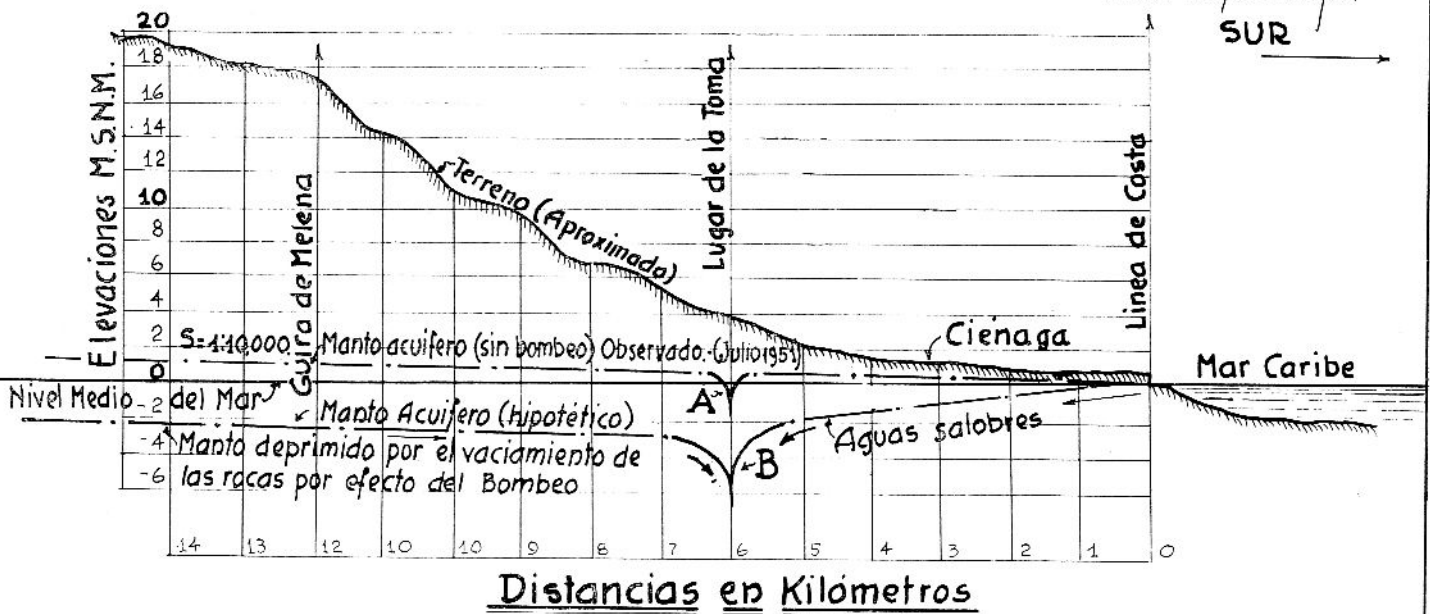 SUR
Elevaciones M.S.N.M.
20
18
16
14
12
10
8
6
4
2
0
-2
-4
-6
Guira de Melena
Terreno (Aproximada)
Lugar de la Toma
Linea de Costa
S=1:10,000
Manto acuifero (sin bombeo) Observado.-(Julio 1951)
Ciénaga
Mar Caribe
Nivel Medio del Mar
A
Manto Acuifero (hipotético)
Manto deprimido por el vaciamiento de
las rocas por efecto del Bombeo
B
Aguas salobres
14 13 12 10 10 9 8 7 6 5 4 3 2 1 0
Distancias en Kilómetros